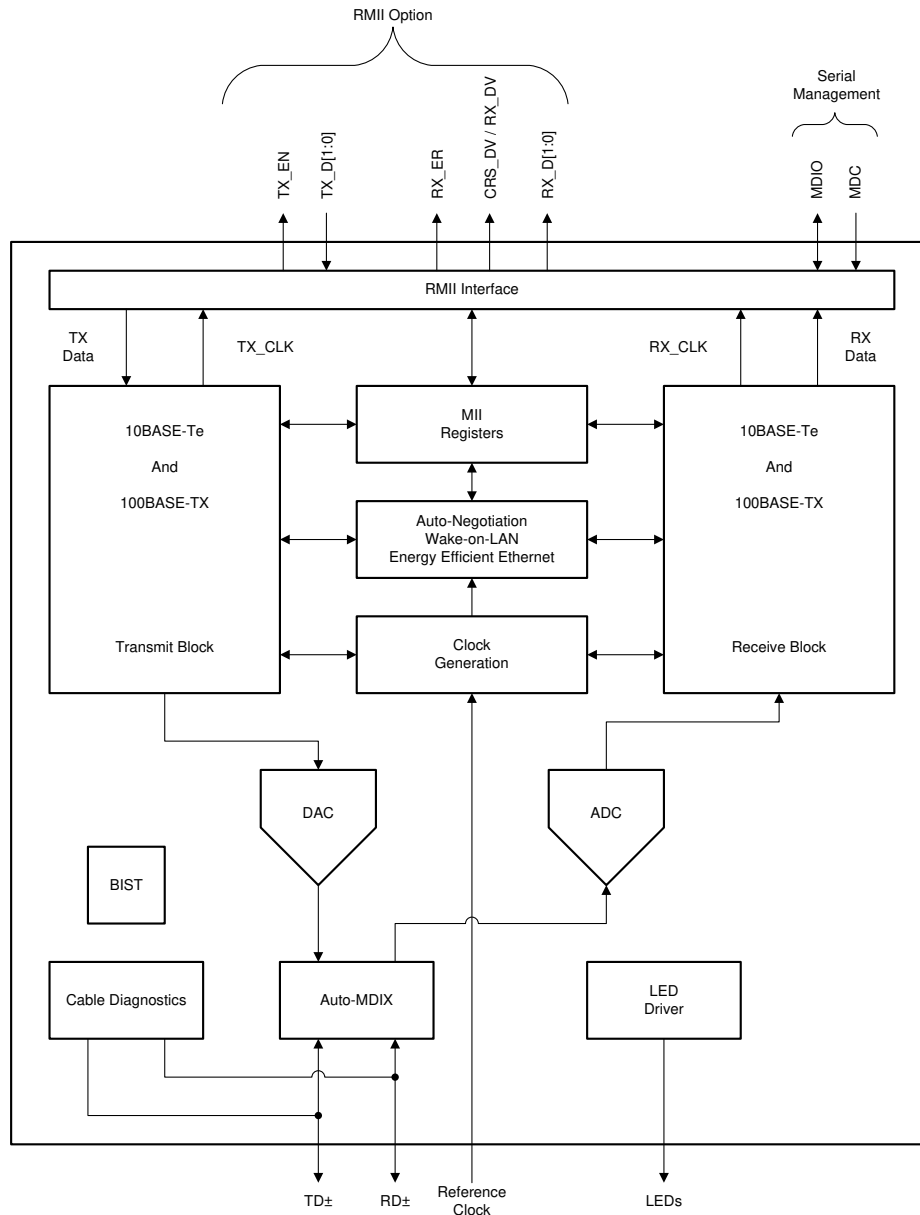 RMII Option
Serial
Management
TX_EN
TX_D[1:0]
RX_ER
CRS_DV / RX_DV
RX_D[1:0]
MDIO
MDC
RMII Interface
TX
Data
TX_CLK
RX_CLK
RX
Data
10BASE-Te
And
100BASE-TX
Transmit Block
MII
Registers
Auto-Negotiation
Wake-on-LAN
Energy Efficient Ethernet
Clock
Generation
10BASE-Te
And
100BASE-TX
Receive Block
DAC
ADC
BIST
Cable Diagnostics
Auto-MDIX
LED
Driver
TD±
RD±
Reference
Clock
LEDs